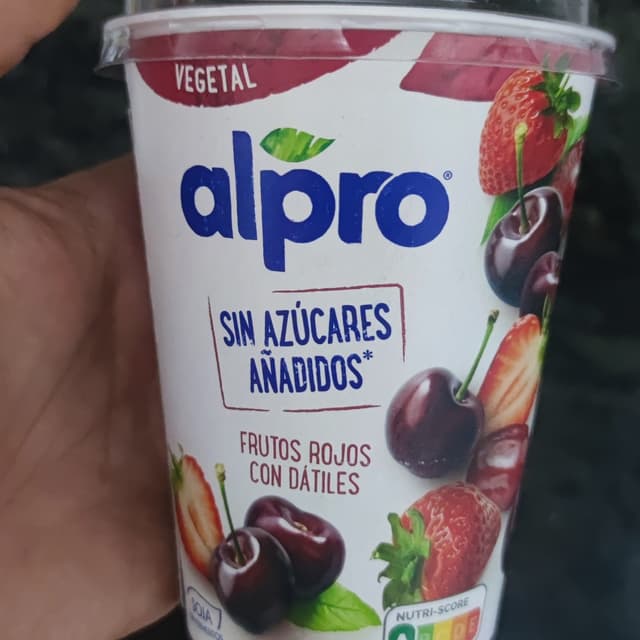 VEGETAL
alpro®
SIN AZÚCARES
AÑADIDOS*
FRUTOS ROJOS
CON DÁTILES
SOJA
NUTRI-SCORE